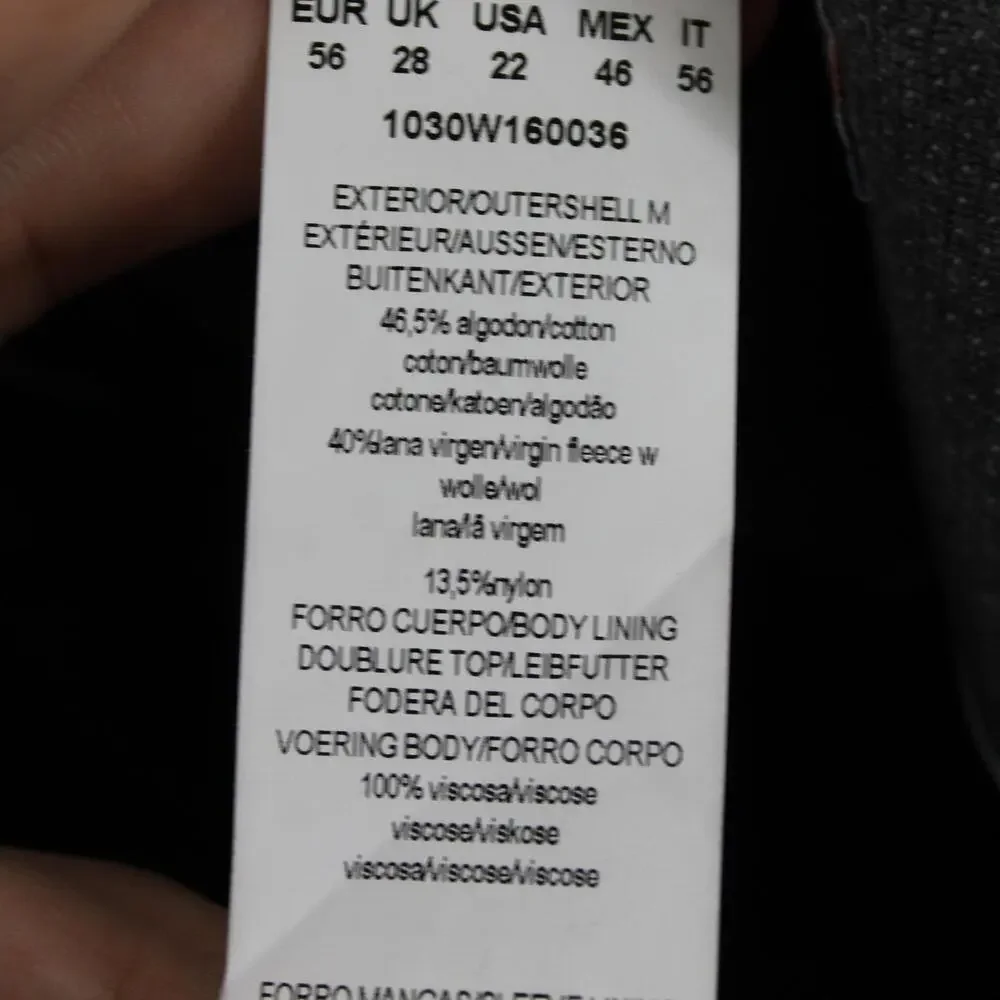 EUR UK USA MEX IT
56 28 22 46 56
1030W160036
EXTERIOR/OUTERSHELL M
EXTÉRIEUR/AUSSEN/ESTERNO
BUITENKANT/EXTERIOR
46,5% algodon/cotton
coton/baumwolle
cotone/katoen/algodão
40%lana virgen/virgin fleece w
wolle/wol
lana/lã virgem
13,5%nylon
FORRO CUERPO/BODY LINING
DOUBLURE TOP/LEIBFUTTER
FODERA DEL CORPO
VOERING BODY/FORRO CORPO
100% viscosa/viscose
viscose/viskose
viscosa/viscose/viscose
FORRO